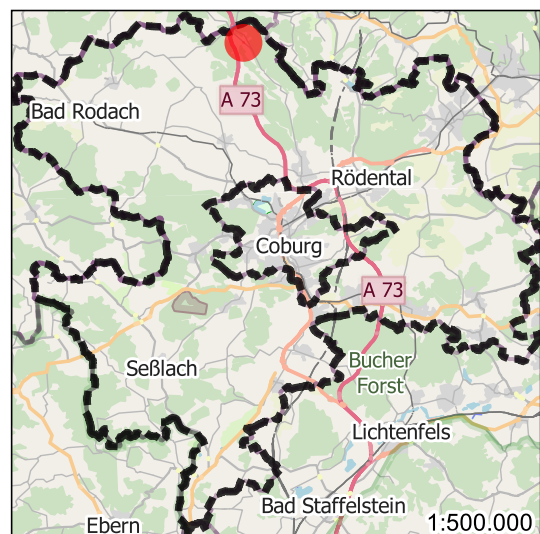 A 73
Bad Rodach
Rödental
Coburg
A 73
Bucher
Forst
Seßlach
Lichtenfels
Bad Staffelstein
Ebern
1:500.000